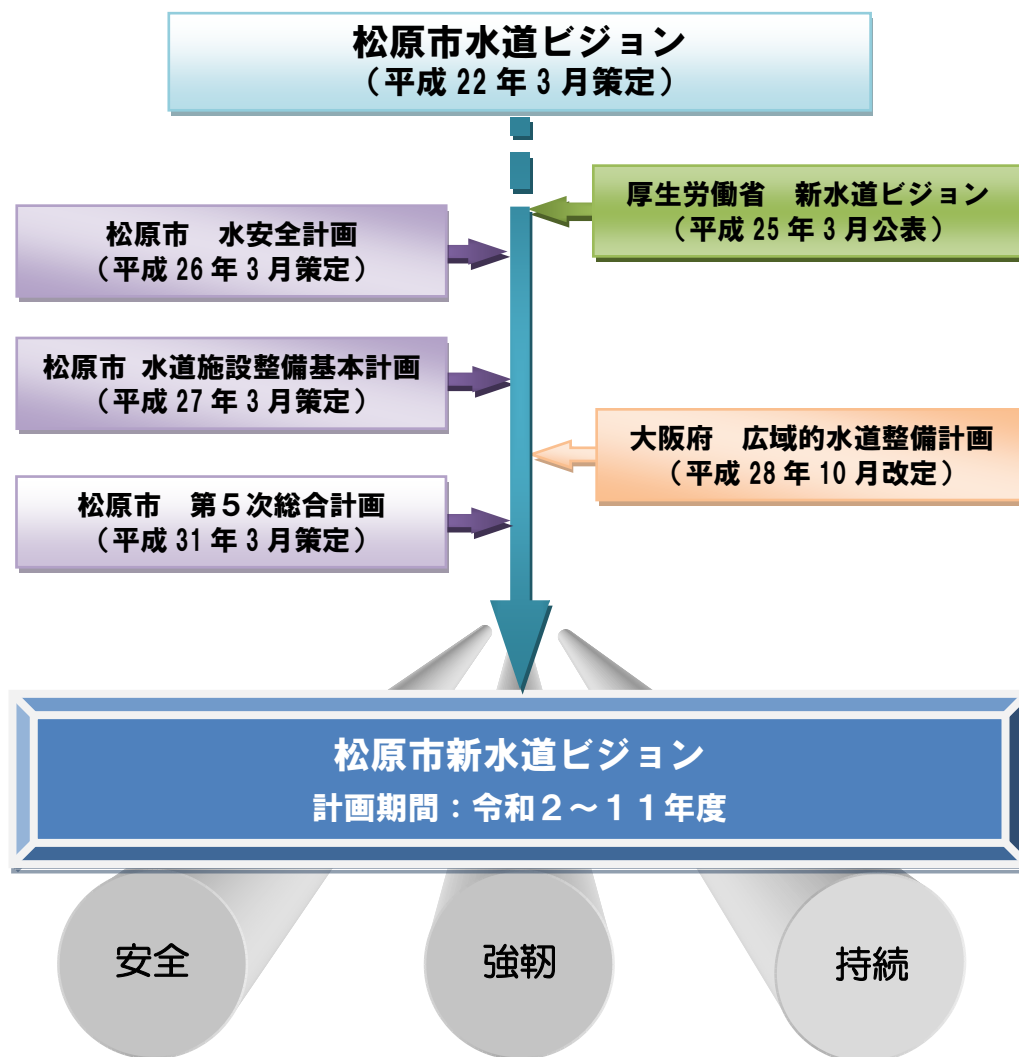 松原市水道ビジョン
（平成 22 年 3 月策定）
厚生労働省　新水道ビジョン
（平成 25 年 3 月公表）
松原市　水安全計画
（平成 26 年 3 月策定）
松原市 水道施設整備基本計画
（平成 27 年 3 月策定）
大阪府　広域的水道整備計画
（平成 28 年 10 月改定）
松原市　第５次総合計画
（平成 31 年 3 月策定）
松原市新水道ビジョン
計画期間：令和２～１１年度
安全
強靭
持続